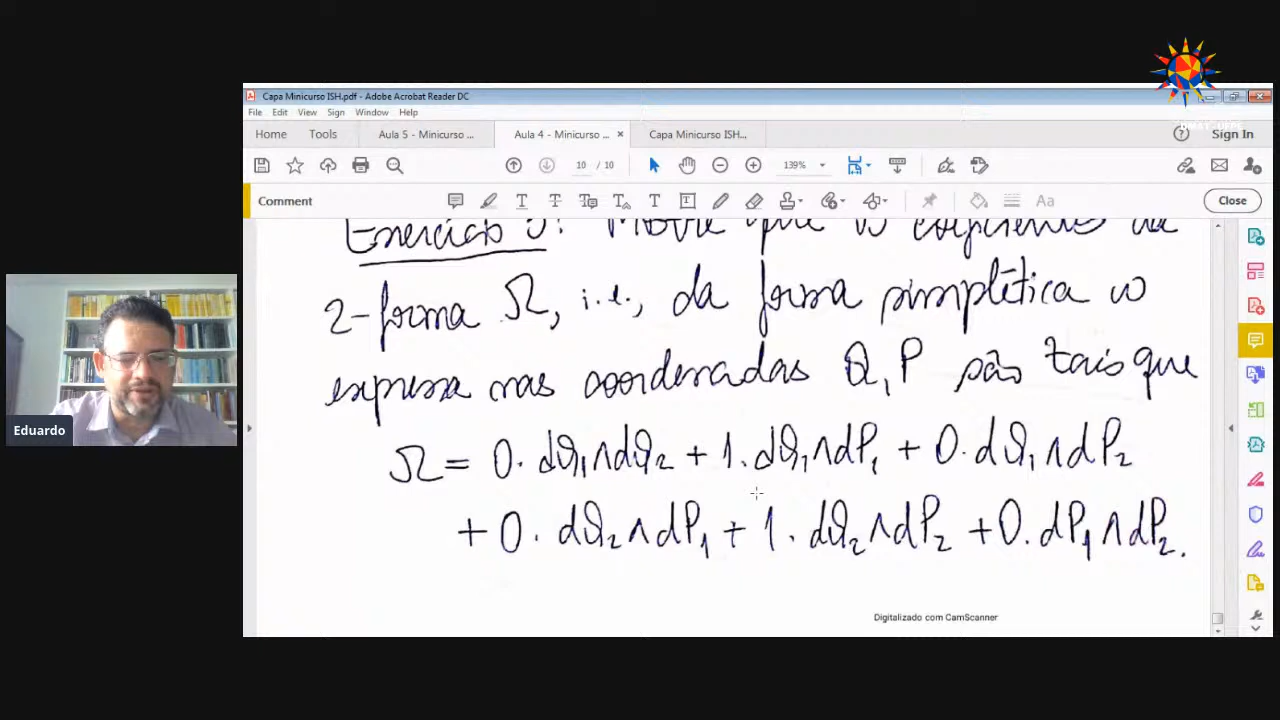 Capa Minicurso ISH.pdf - Adobe Acrobat Reader DC
File Edit View Sign Window Help
Home Tools Aula 5 - Minicurso ... Aula 4 - Minicurso ... × Capa Minicurso ISH... Sign In
10 / 10 139%
Comment Close
Exercício 5: Mostre que os coeficientes da
2-forma Ω, i.e., da forma simplética ω
expressa nas coordenadas Q, P são tais que
Ω = 0. dQ₁∧dQ₂ + 1. dQ₁∧dP₁ + 0. dQ₁∧dP₂
+ 0. dQ₂∧dP₁ + 1. dQ₂∧dP₂ + 0. dP₁∧dP₂.
Digitalizado com CamScanner
Eduardo